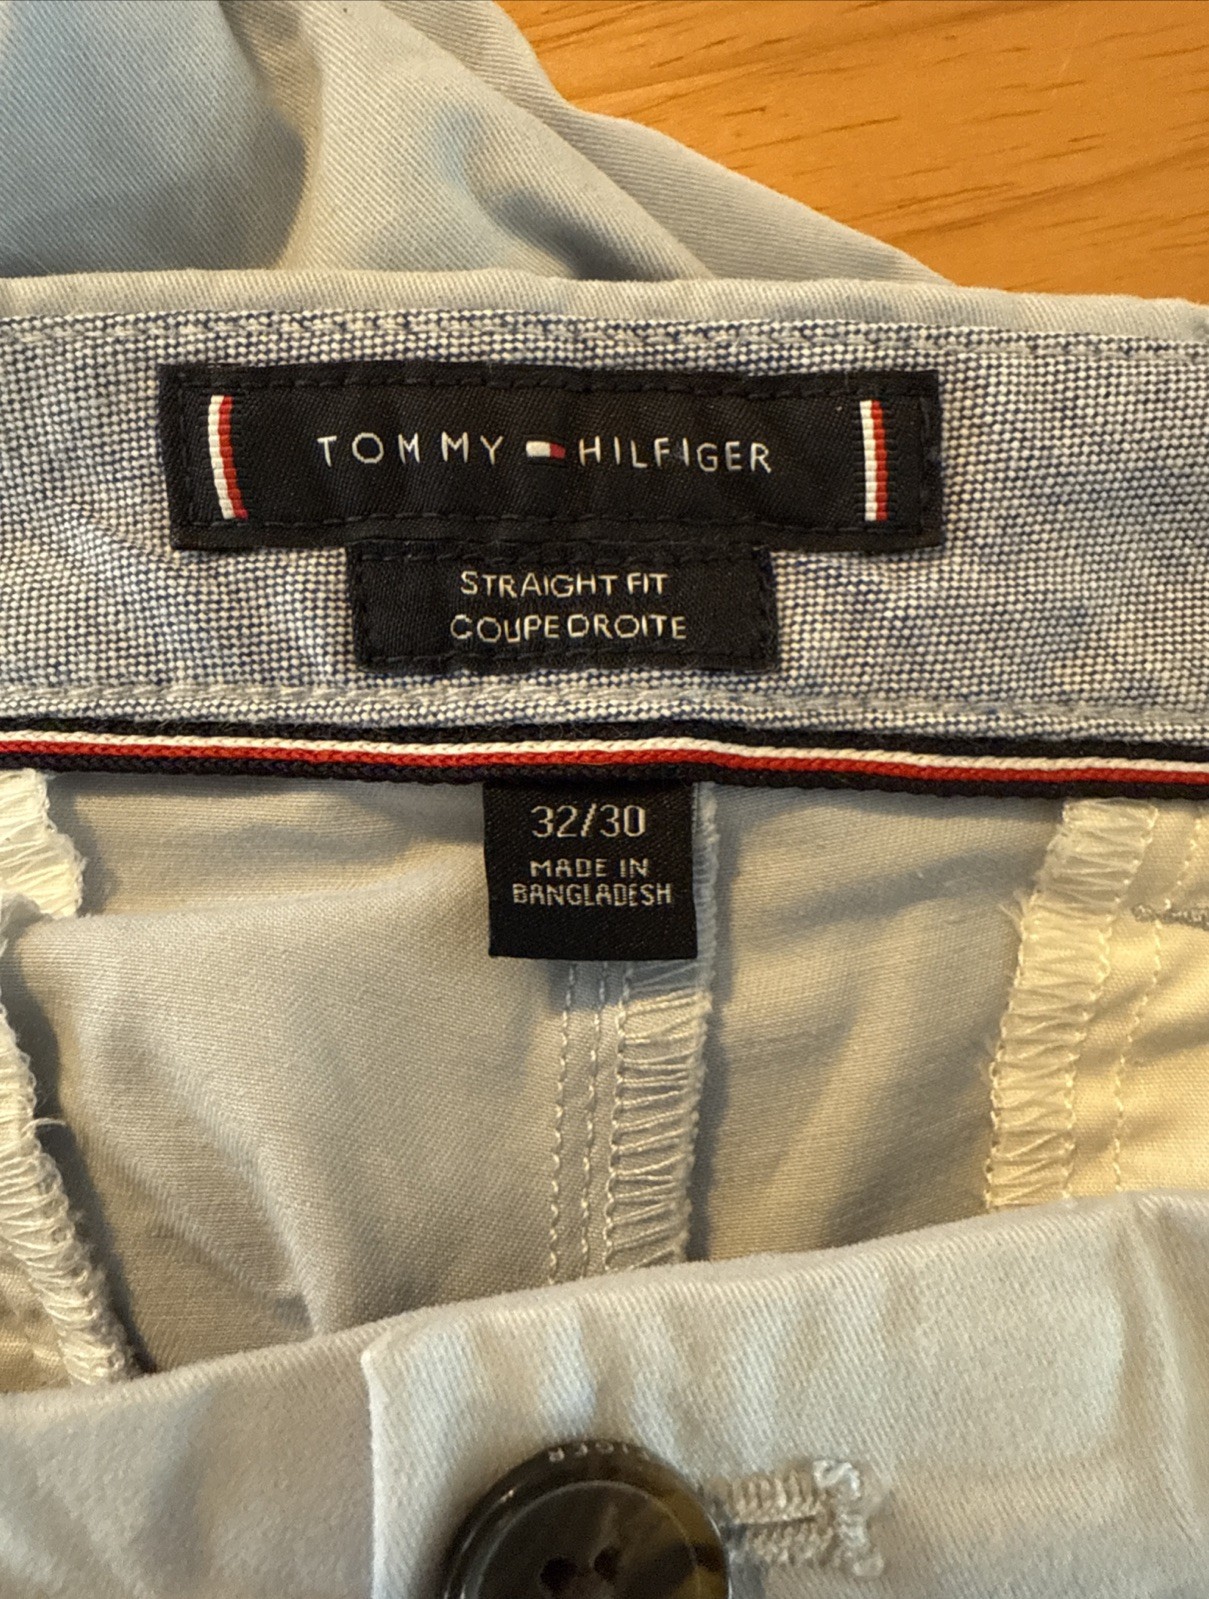 TOMMY HILFIGER
STRAIGHT FIT
COUPE DROITE
32/30
MADE IN
BANGLADESH